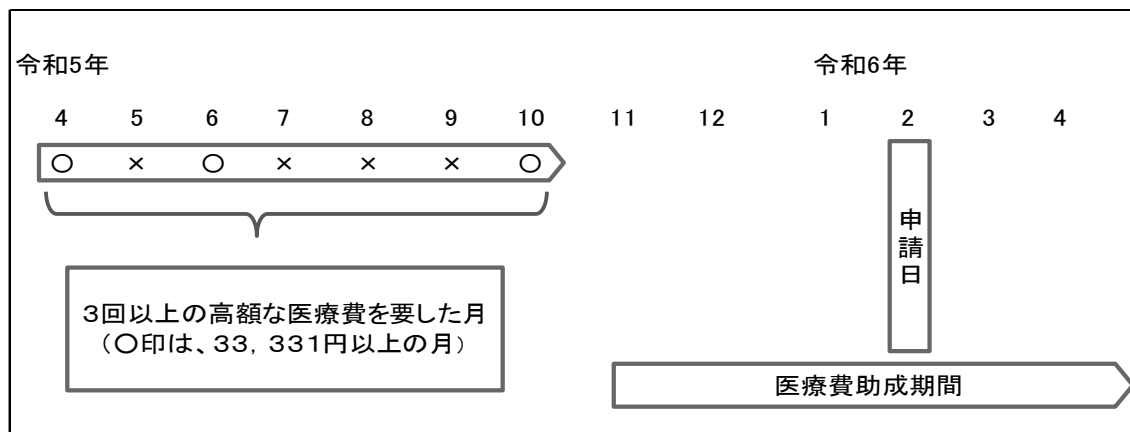 令和5年
令和6年
4 5 6 7 8 9 10 11 12 1 2 3 4
○ × ○ × × × ○
申請日
3回以上の高額な医療費を要した月
（○印は、33，331円以上の月）
医療費助成期間